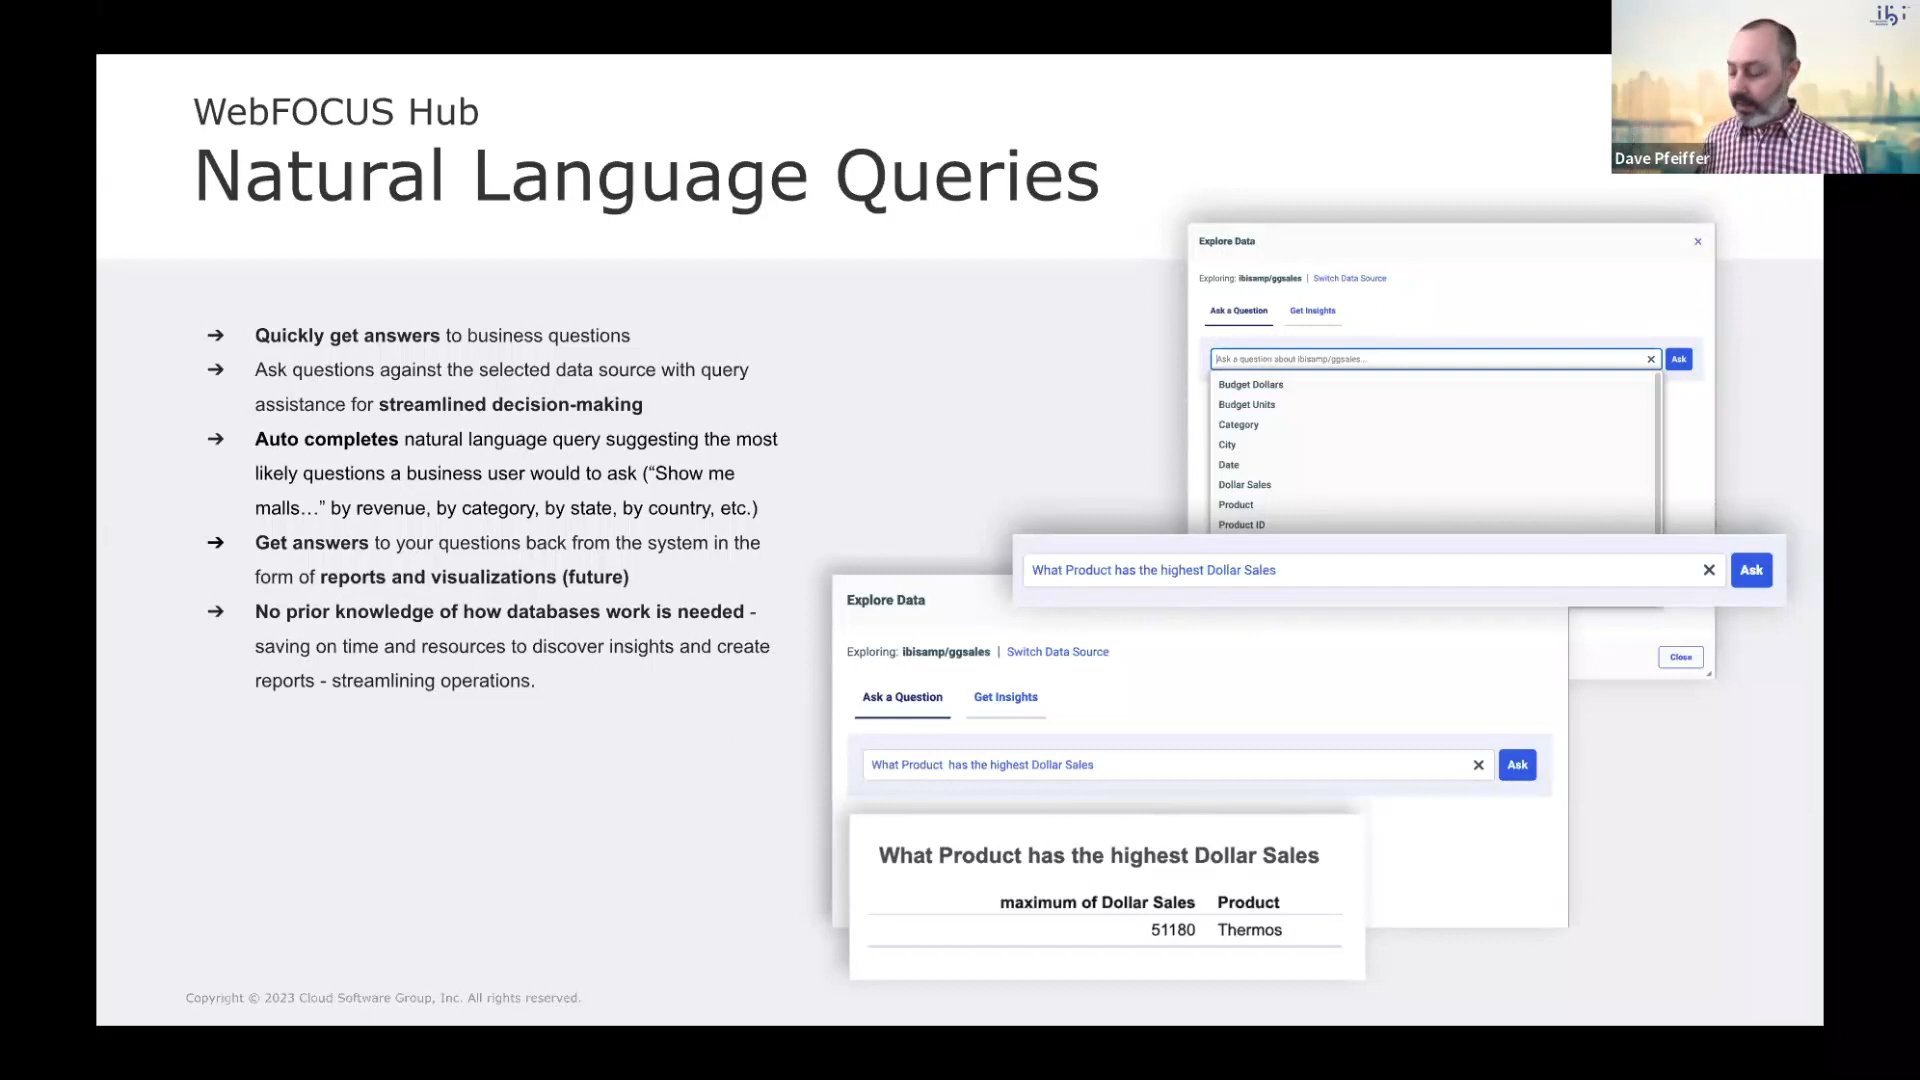 ibi
Dave Pfeiffer
WebFOCUS Hub
Natural Language Queries
➔ Quickly get answers to business questions
➔ Ask questions against the selected data source with query
assistance for streamlined decision-making
➔ Auto completes natural language query suggesting the most
likely questions a business user would to ask (“Show me
malls…” by revenue, by category, by state, by country, etc.)
➔ Get answers to your questions back from the system in the
form of reports and visualizations (future)
➔ No prior knowledge of how databases work is needed -
saving on time and resources to discover insights and create
reports - streamlining operations.
Explore Data
Exploring: ibisamp/ggsales | Switch Data Source
Ask a Question Get Insights
Ask a question about ibisamp/ggsales... Ask
Budget Dollars
Budget Units
Category
City
Date
Dollar Sales
Product
Product ID
What Product has the highest Dollar Sales Ask
Close
Explore Data
Exploring: ibisamp/ggsales | Switch Data Source
Ask a Question Get Insights
What Product has the highest Dollar Sales Ask
What Product has the highest Dollar Sales
maximum of Dollar Sales Product
51180 Thermos
Copyright © 2023 Cloud Software Group, Inc. All rights reserved.